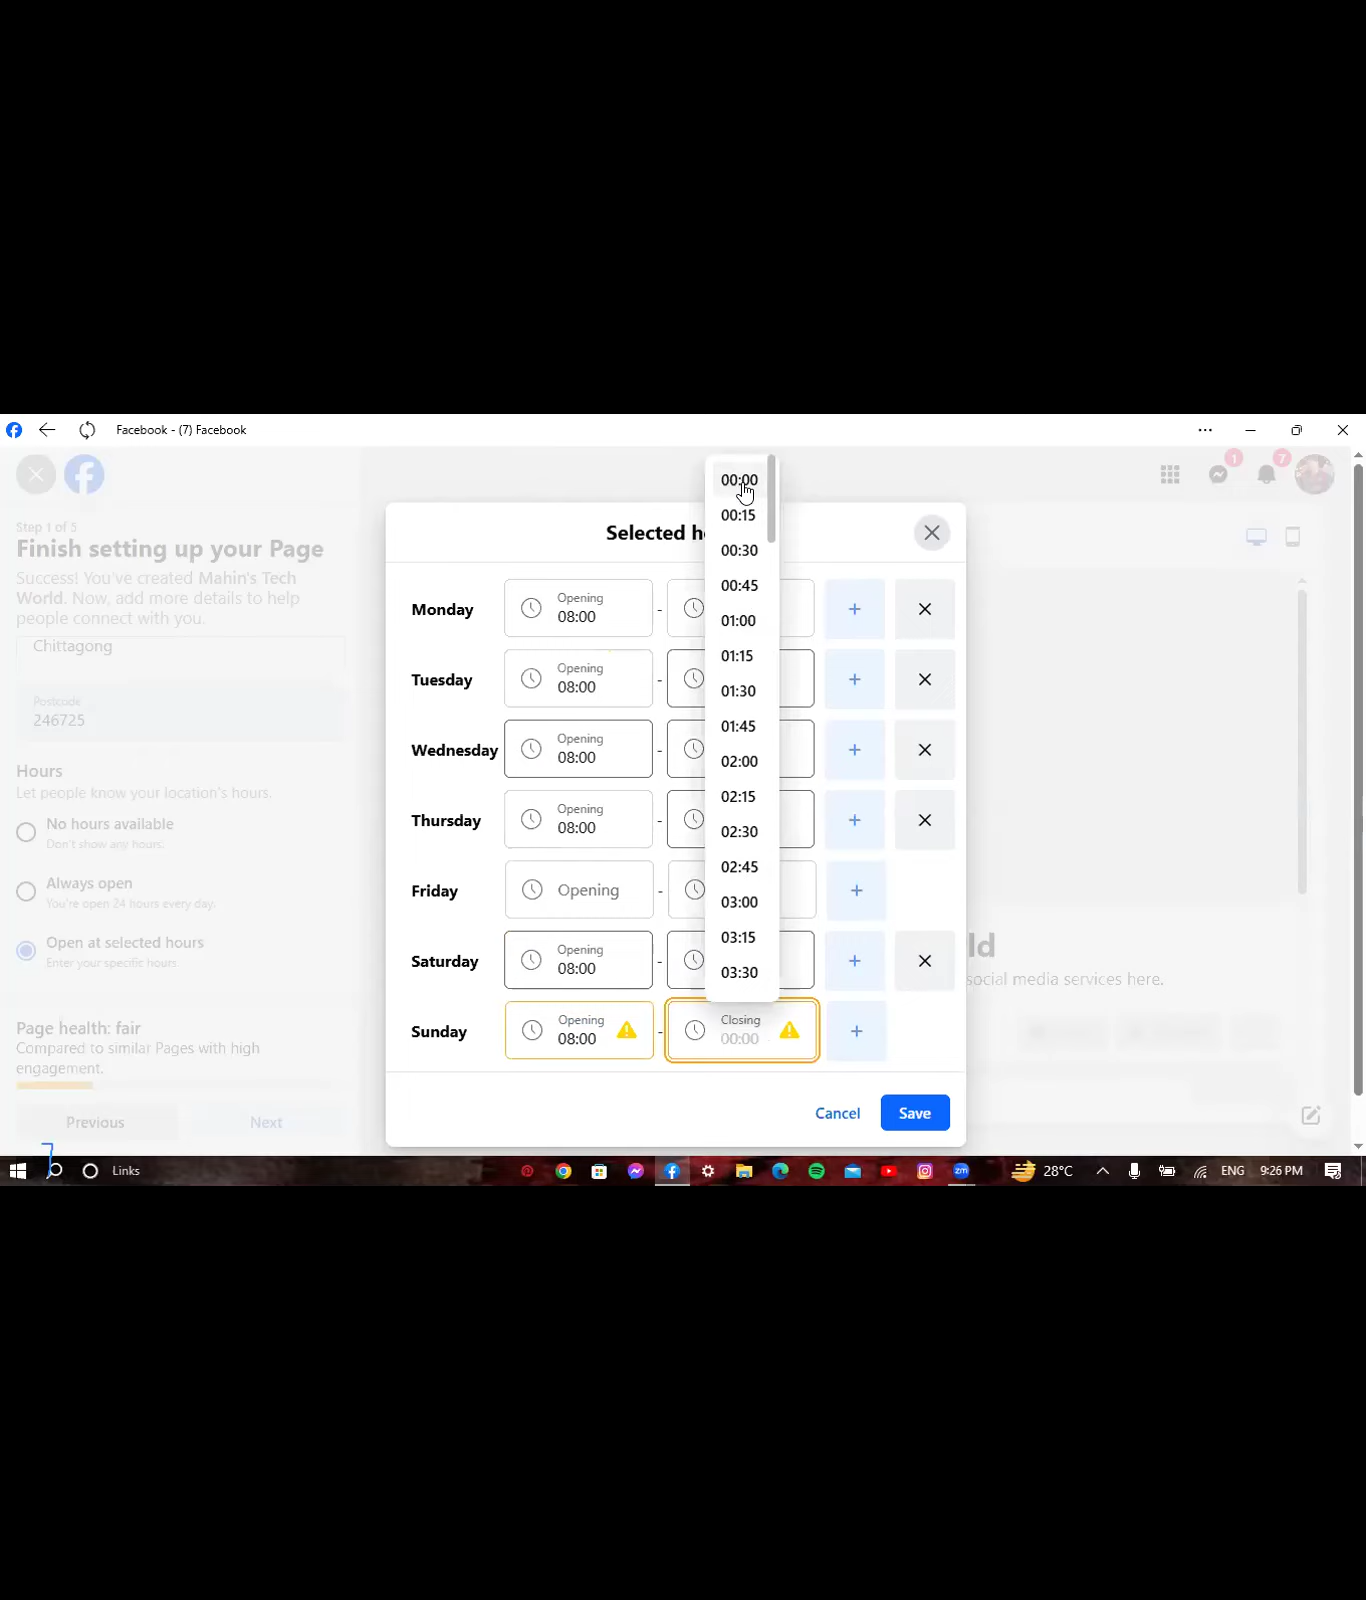 Facebook - (7) Facebook
1
7
Step 1 of 5
Finish setting up your Page
Success! You've created Mahin's Tech
World. Now, add more details to help
people connect with you.
Chittagong
Postcode
246725
Hours
Let people know your location's hours.
No hours available
Don't show any hours.
Always open
You're open 24 hours every day.
Open at selected hours
Enter your specific hours.
Page health: fair
Compared to similar Pages with high
engagement.
Previous
Next
Selected h
Monday
Opening
08:00
-
Tuesday
Opening
08:00
-
Wednesday
Opening
08:00
-
Thursday
Opening
08:00
-
Friday
Opening
-
Saturday
Opening
08:00
-
Sunday
Opening
08:00
-
Closing
00:00
00:00
00:15
00:30
00:45
01:00
01:15
01:30
01:45
02:00
02:15
02:30
02:45
03:00
03:15
03:30
Cancel
Save
ld
social media services here.
Links
28°C
ENG
9:26 PM